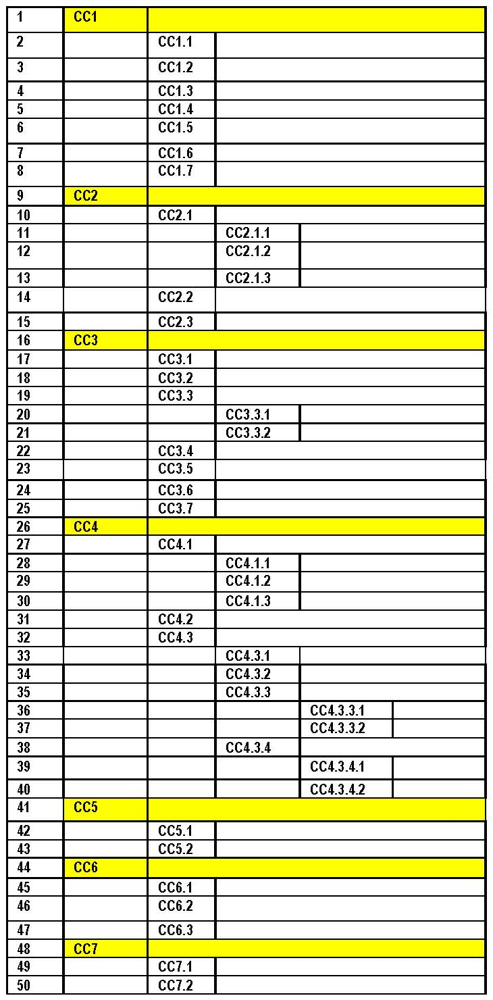 1 CC1
2 CC1.1
3 CC1.2
4 CC1.3
5 CC1.4
6 CC1.5
7 CC1.6
8 CC1.7
9 CC2
10 CC2.1
11 CC2.1.1
12 CC2.1.2
13 CC2.1.3
14 CC2.2
15 CC2.3
16 CC3
17 CC3.1
18 CC3.2
19 CC3.3
20 CC3.3.1
21 CC3.3.2
22 CC3.4
23 CC3.5
24 CC3.6
25 CC3.7
26 CC4
27 CC4.1
28 CC4.1.1
29 CC4.1.2
30 CC4.1.3
31 CC4.2
32 CC4.3
33 CC4.3.1
34 CC4.3.2
35 CC4.3.3
36 CC4.3.3.1
37 CC4.3.3.2
38 CC4.3.4
39 CC4.3.4.1
40 CC4.3.4.2
41 CC5
42 CC5.1
43 CC5.2
44 CC6
45 CC6.1
46 CC6.2
47 CC6.3
48 CC7
49 CC7.1
50 CC7.2